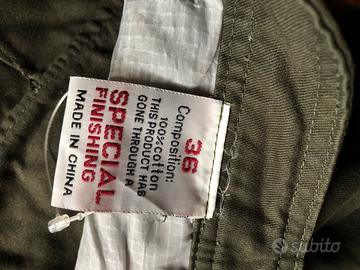 36
Composition:
100%cotton
THIS PRODUCT HAS
GONE THROUGH A
SPECIAL
FINISHING
MADE IN CHINA
subito